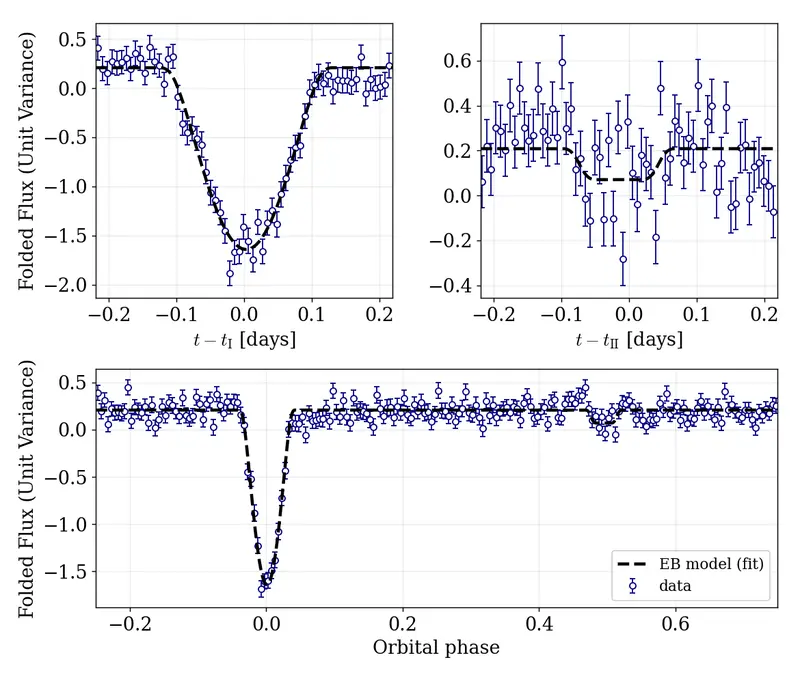 Folded Flux (Unit Variance)
0.5
0.0
−0.5
−1.0
−1.5
−2.0
−0.2 −0.1 0.0 0.1 0.2
t − tI [days]
0.6
0.4
0.2
0.0
−0.2
−0.4
−0.2 −0.1 0.0 0.1 0.2
t − tII [days]
Folded Flux (Unit Variance)
0.5
0.0
−0.5
−1.0
−1.5
−0.2 0.0 0.2 0.4 0.6
Orbital phase
EB model (fit)
data